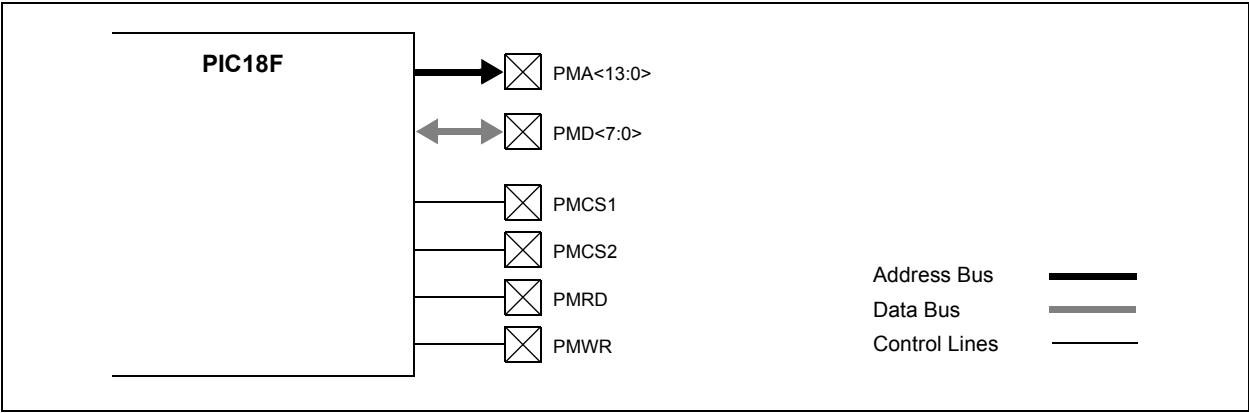 PIC18F
PMA<13:0>
PMD<7:0>
PMCS1
PMCS2
PMRD
PMWR
Address Bus
Data Bus
Control Lines